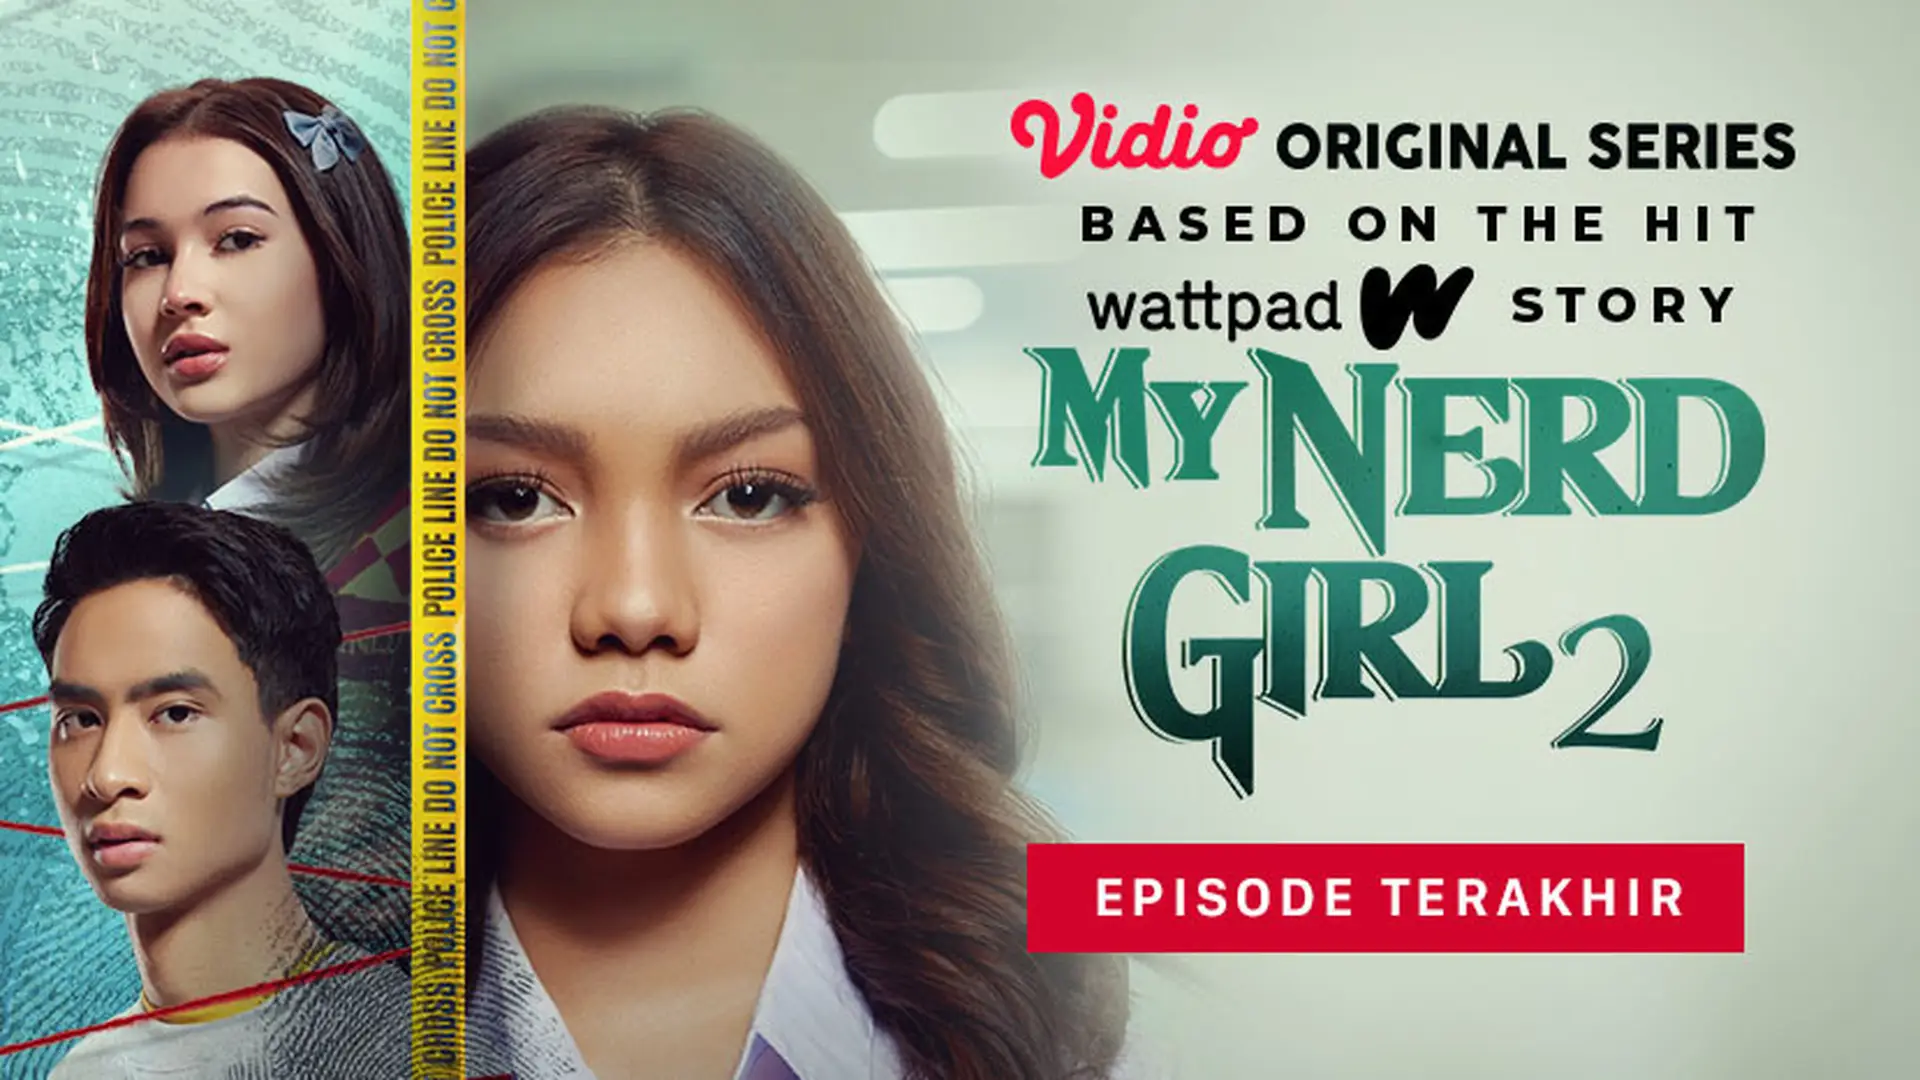 Vidio ORIGINAL SERIES
BASED ON THE HIT
wattpad W STORY
MY NERD
GIRL 2
EPISODE TERAKHIR
CROSS POLICE LINE DO NOT CROSS POLICE LINE DO NOT CROSS POLICE LINE DO NOT C